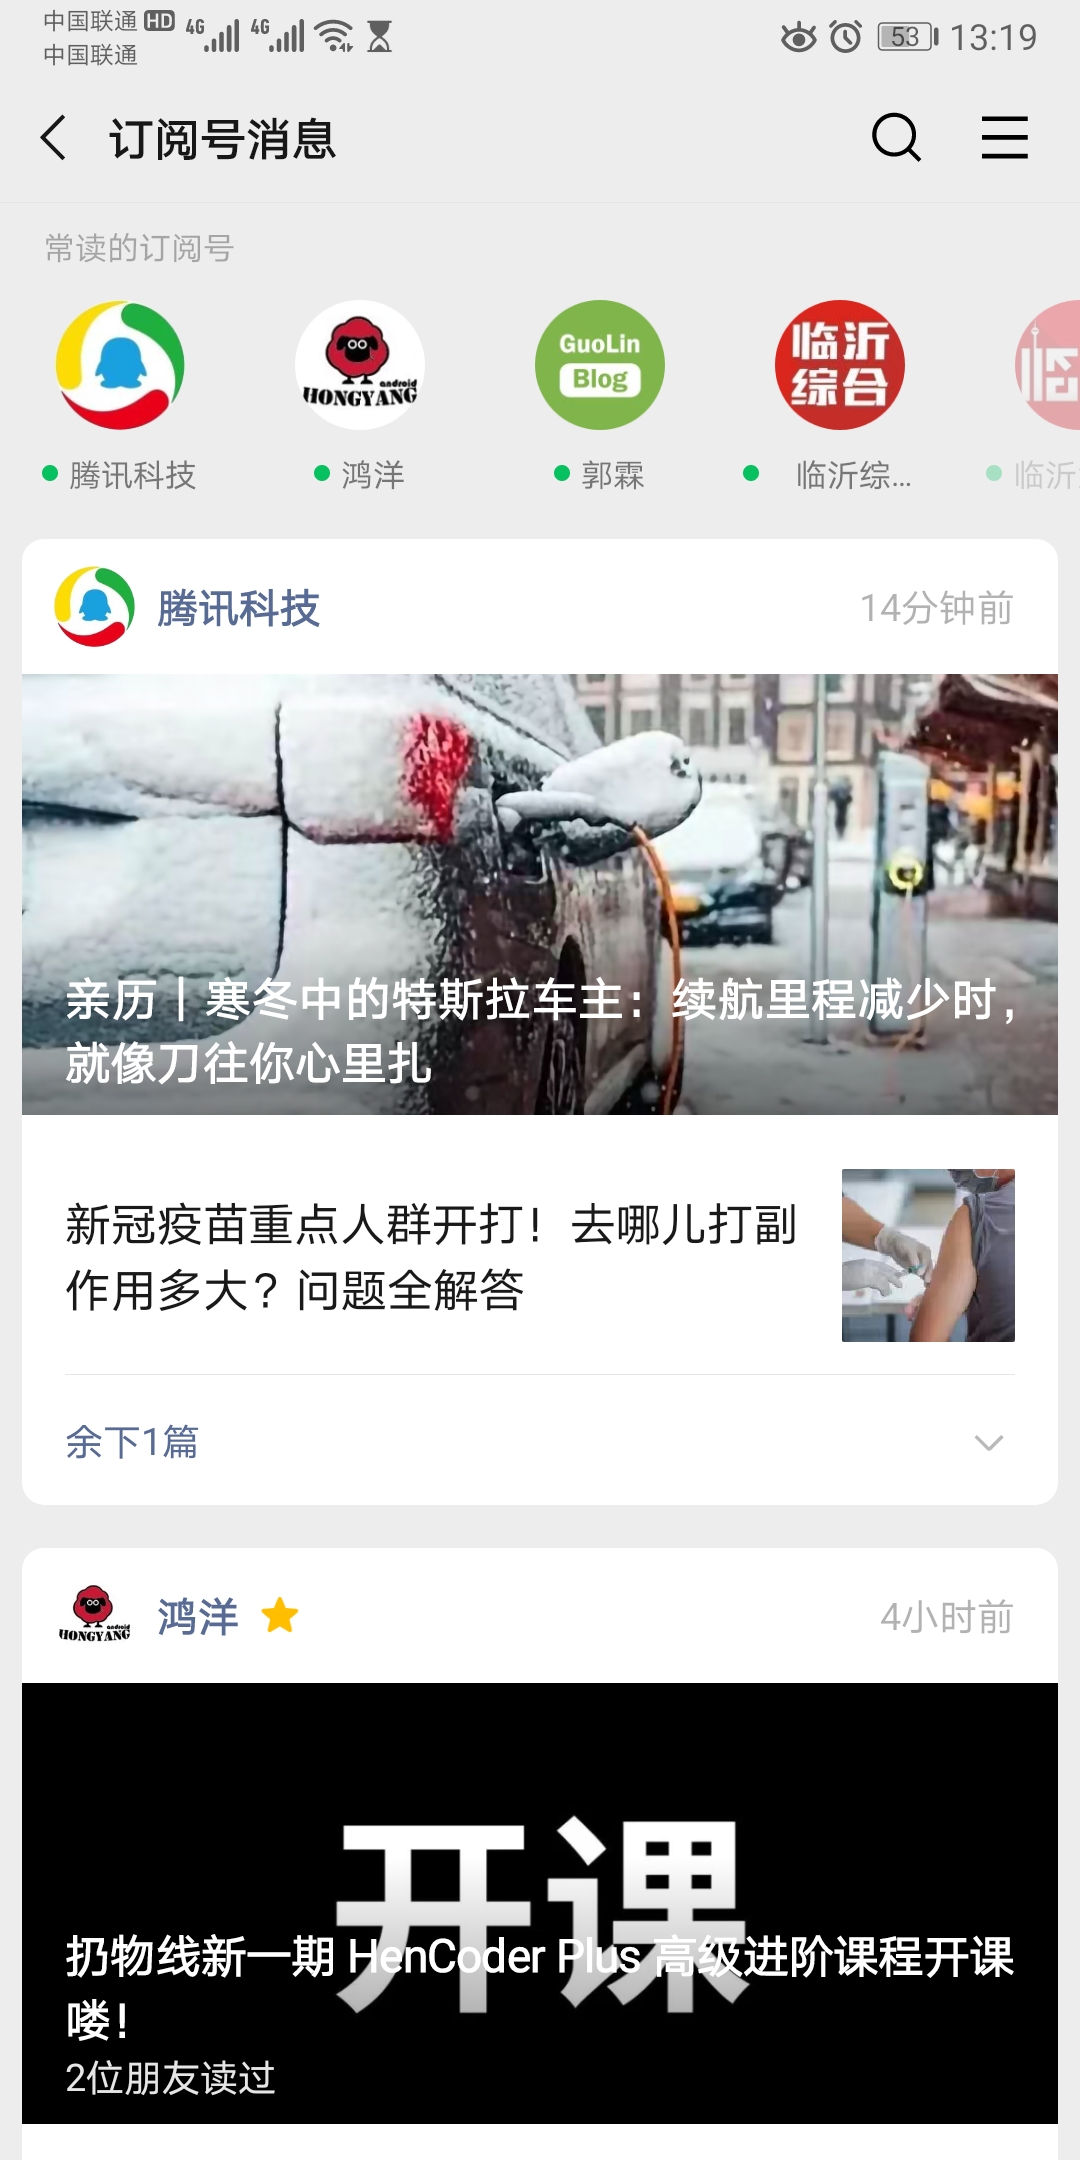 中国联通 HD 4G 4G 53 13:19
中国联通
订阅号消息
常读的订阅号
android
HONGYANG
GuoLin
Blog
临沂
综合
腾讯科技
鸿洋
郭霖
临沂综...
临沂
腾讯科技 14分钟前
亲历｜寒冬中的特斯拉车主：续航里程减少时，
就像刀往你心里扎
新冠疫苗重点人群开打！去哪儿打副
作用多大？问题全解答
余下1篇
android
HONGYANG
鸿洋 4小时前
开课
扔物线新一期 HenCoder Plus 高级进阶课程开课
喽！
2位朋友读过